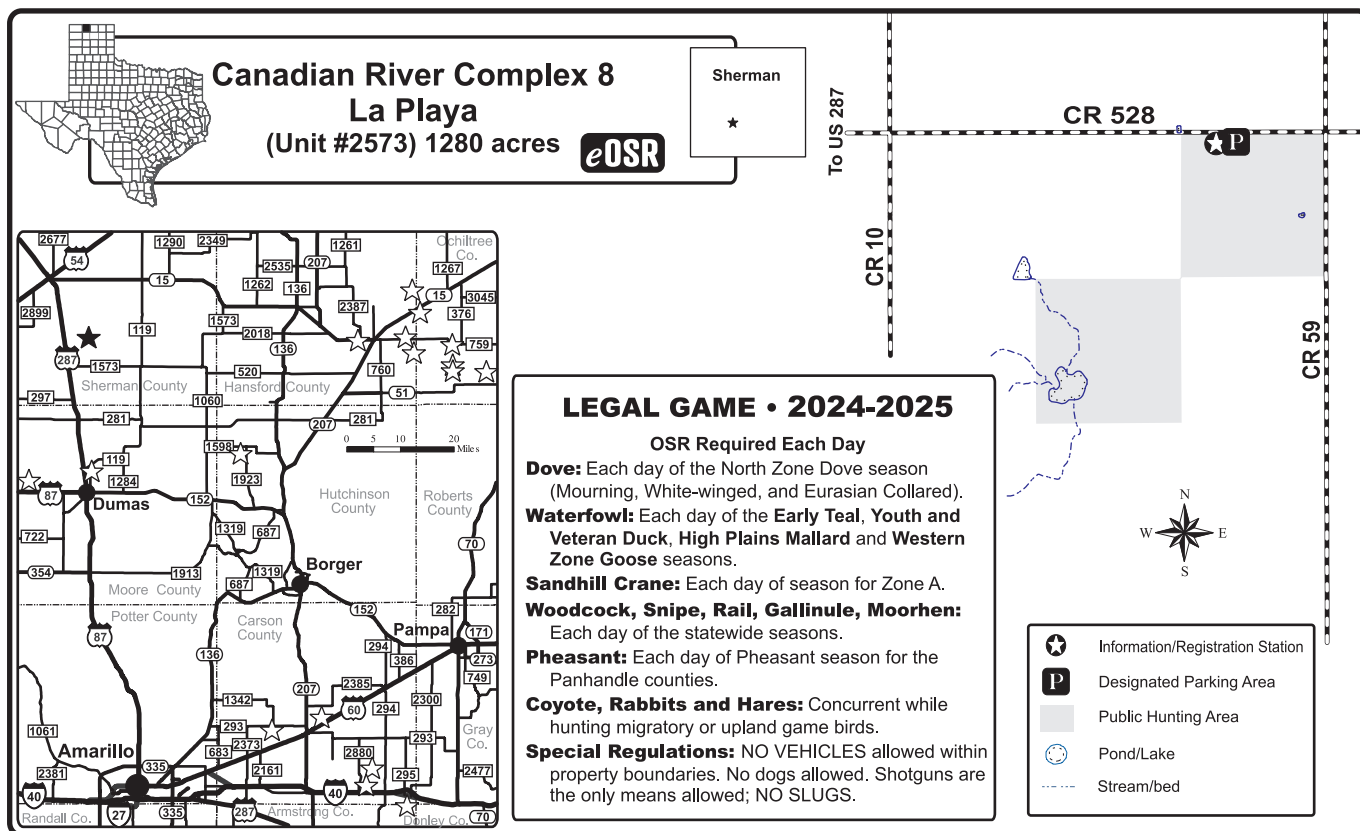 Canadian River Complex 8
La Playa
(Unit #2573) 1280 acres
eOSR
Sherman
To US 287
CR 528
P
CR 10
CR 59
2677
1290
2349
1261
Ochiltree
Co.
54
2535
207
1267
15
1262
136
2387
15
3045
2899
119
1573
2018
376
136
759
287
1573
520
760
Sherman County
Hansford County
297
1060
51
281
207
281
0 5 10 20
Miles
1598
119
1284
1923
87
Dumas
152
Hutchinson
County
Roberts
County
722
1319
687
70
354
1913
1319
Borger
687
Moore County
Potter County
Carson
County
152
282
87
Pampa
171
136
294
386
273
749
207
2385
2300
1342
60
294
1061
293
Gray
Co.
683
2373
2880
293
Amarillo
335
2161
295
2477
2381
40
40
Randall Co.
27
335
287
Armstrong Co.
Donley Co.
70
LEGAL GAME • 2024-2025
OSR Required Each Day
Dove: Each day of the North Zone Dove season
(Mourning, White-winged, and Eurasian Collared).
Waterfowl: Each day of the Early Teal, Youth and
Veteran Duck, High Plains Mallard and Western
Zone Goose seasons.
Sandhill Crane: Each day of season for Zone A.
Woodcock, Snipe, Rail, Gallinule, Moorhen:
Each day of the statewide seasons.
Pheasant: Each day of Pheasant season for the
Panhandle counties.
Coyote, Rabbits and Hares: Concurrent while
hunting migratory or upland game birds.
Special Regulations: NO VEHICLES allowed within
property boundaries. No dogs allowed. Shotguns are
the only means allowed; NO SLUGS.
N
W E
S
Information/Registration Station
P Designated Parking Area
Public Hunting Area
Pond/Lake
Stream/bed